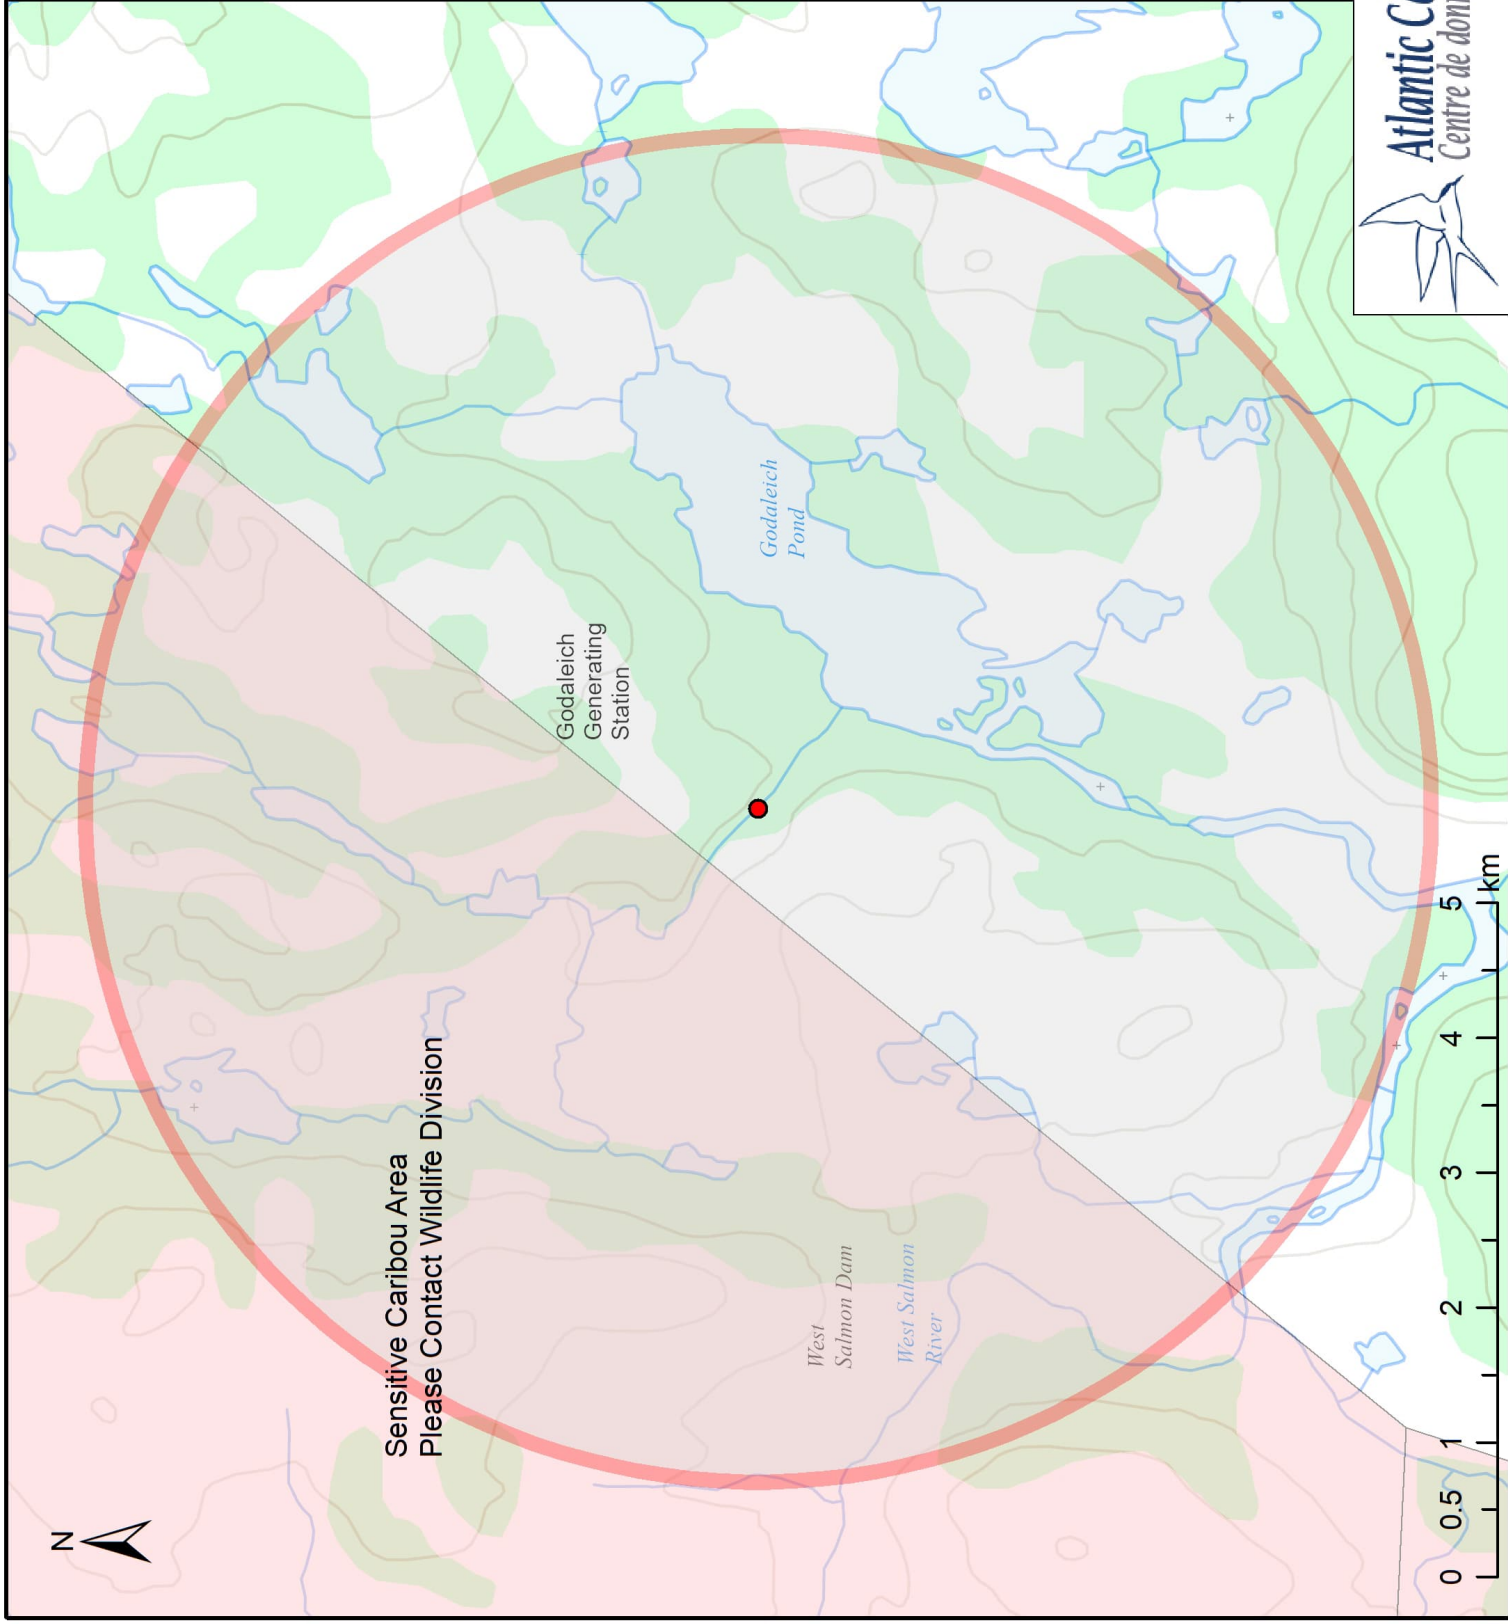 N
Sensitive Caribou Area
Please Contact Wildlife Division
Godaleich
Generating
Station
Godaleich
Pond
West
Salmon Dam
West Salmon
River
0 0.5 1 2 3 4 5
km
Atlantic
Centre de